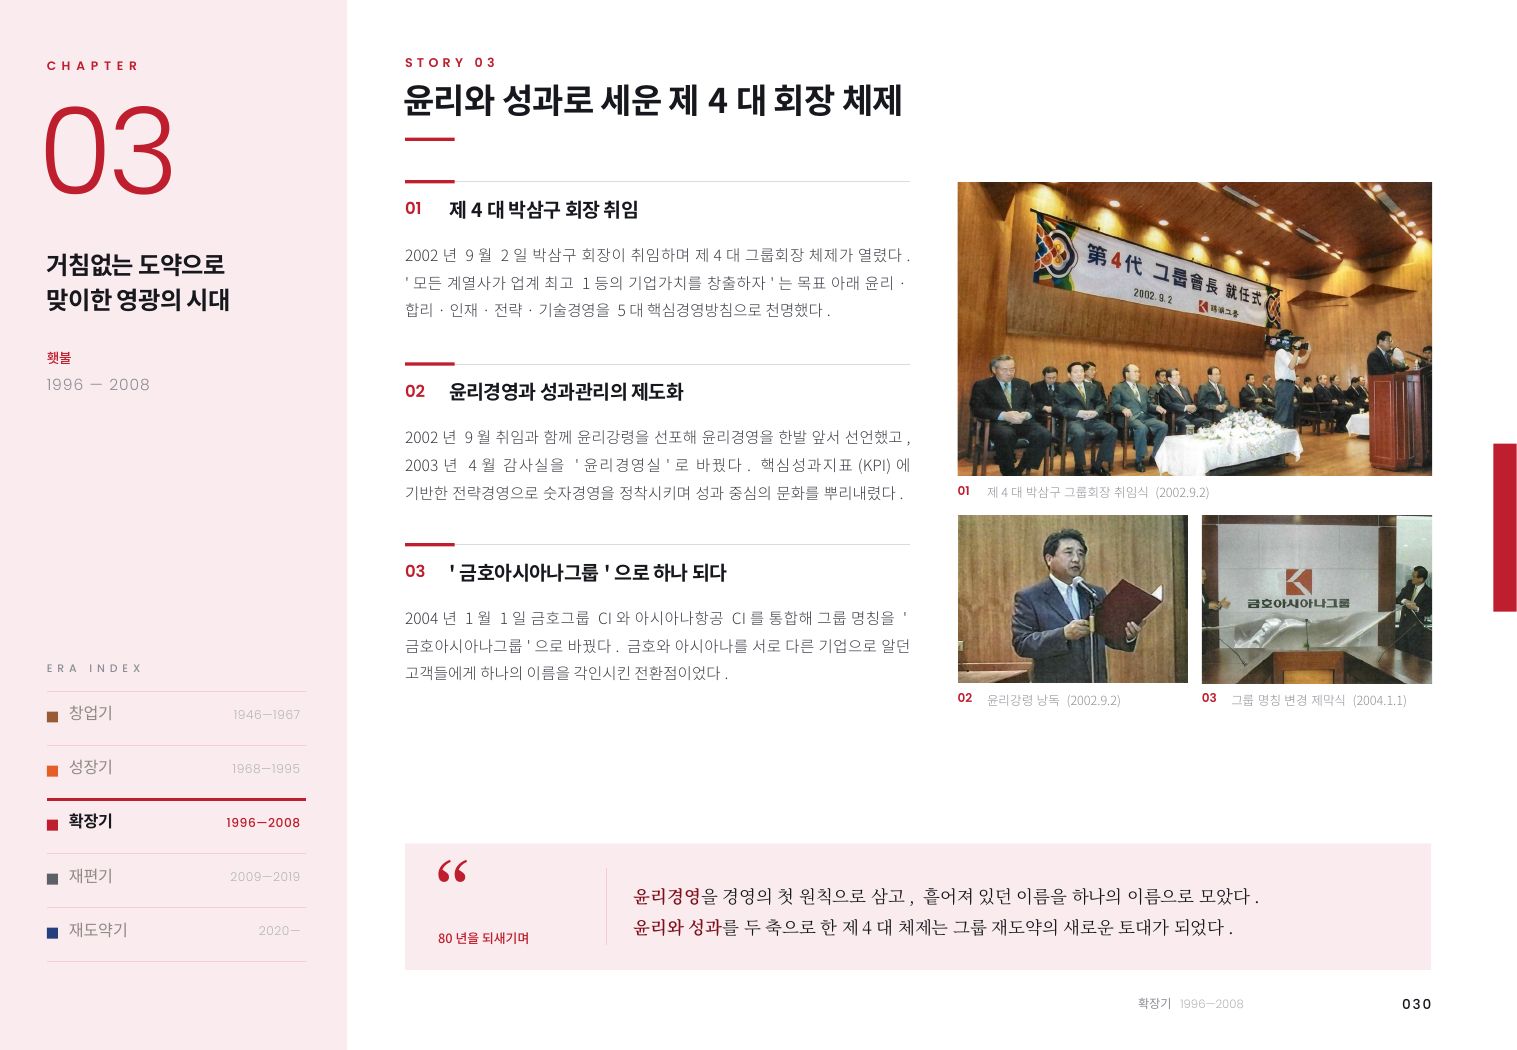 CHAPTER
03
거침없는 도약으로
맞이한 영광의 시대
횃불
1996 — 2008
ERA INDEX
창업기 1946—1967
성장기 1968—1995
확장기 1996—2008
재편기 2009—2019
재도약기 2020—
STORY 03
윤리와 성과로 세운 제 4 대 회장 체제
01 제 4 대 박삼구 회장 취임
2002 년 9 월 2 일 박삼구 회장이 취임하며 제 4 대 그룹회장 체제가 열렸다 .
' 모든 계열사가 업계 최고 1 등의 기업가치를 창출하자 ' 는 목표 아래 윤리 ·
합리 · 인재 · 전략 · 기술경영을 5 대 핵심경영방침으로 천명했다 .
02 윤리경영과 성과관리의 제도화
2002 년 9 월 취임과 함께 윤리강령을 선포해 윤리경영을 한발 앞서 선언했고 ,
2003 년 4 월 감사실을 ' 윤리경영실 ' 로 바꿨다 . 핵심성과지표 (KPI) 에
기반한 전략경영으로 숫자경영을 정착시키며 성과 중심의 문화를 뿌리내렸다 .
03 ' 금호아시아나그룹 ' 으로 하나 되다
2004 년 1 월 1 일 금호그룹 CI 와 아시아나항공 CI 를 통합해 그룹 명칭을 '
금호아시아나그룹 ' 으로 바꿨다 . 금호와 아시아나를 서로 다른 기업으로 알던
고객들에게 하나의 이름을 각인시킨 전환점이었다 .
第4代 그룹會長 就任式
2002. 9. 2
01 제 4 대 박삼구 그룹회장 취임식 (2002.9.2)
금호아시아나그룹
02 윤리강령 낭독 (2002.9.2)
03 그룹 명칭 변경 제막식 (2004.1.1)
“
80 년을 되새기며
윤리경영을 경영의 첫 원칙으로 삼고 , 흩어져 있던 이름을 하나의 이름으로 모았다 .
윤리와 성과를 두 축으로 한 제 4 대 체제는 그룹 재도약의 새로운 토대가 되었다 .
확장기 1996—2008
030